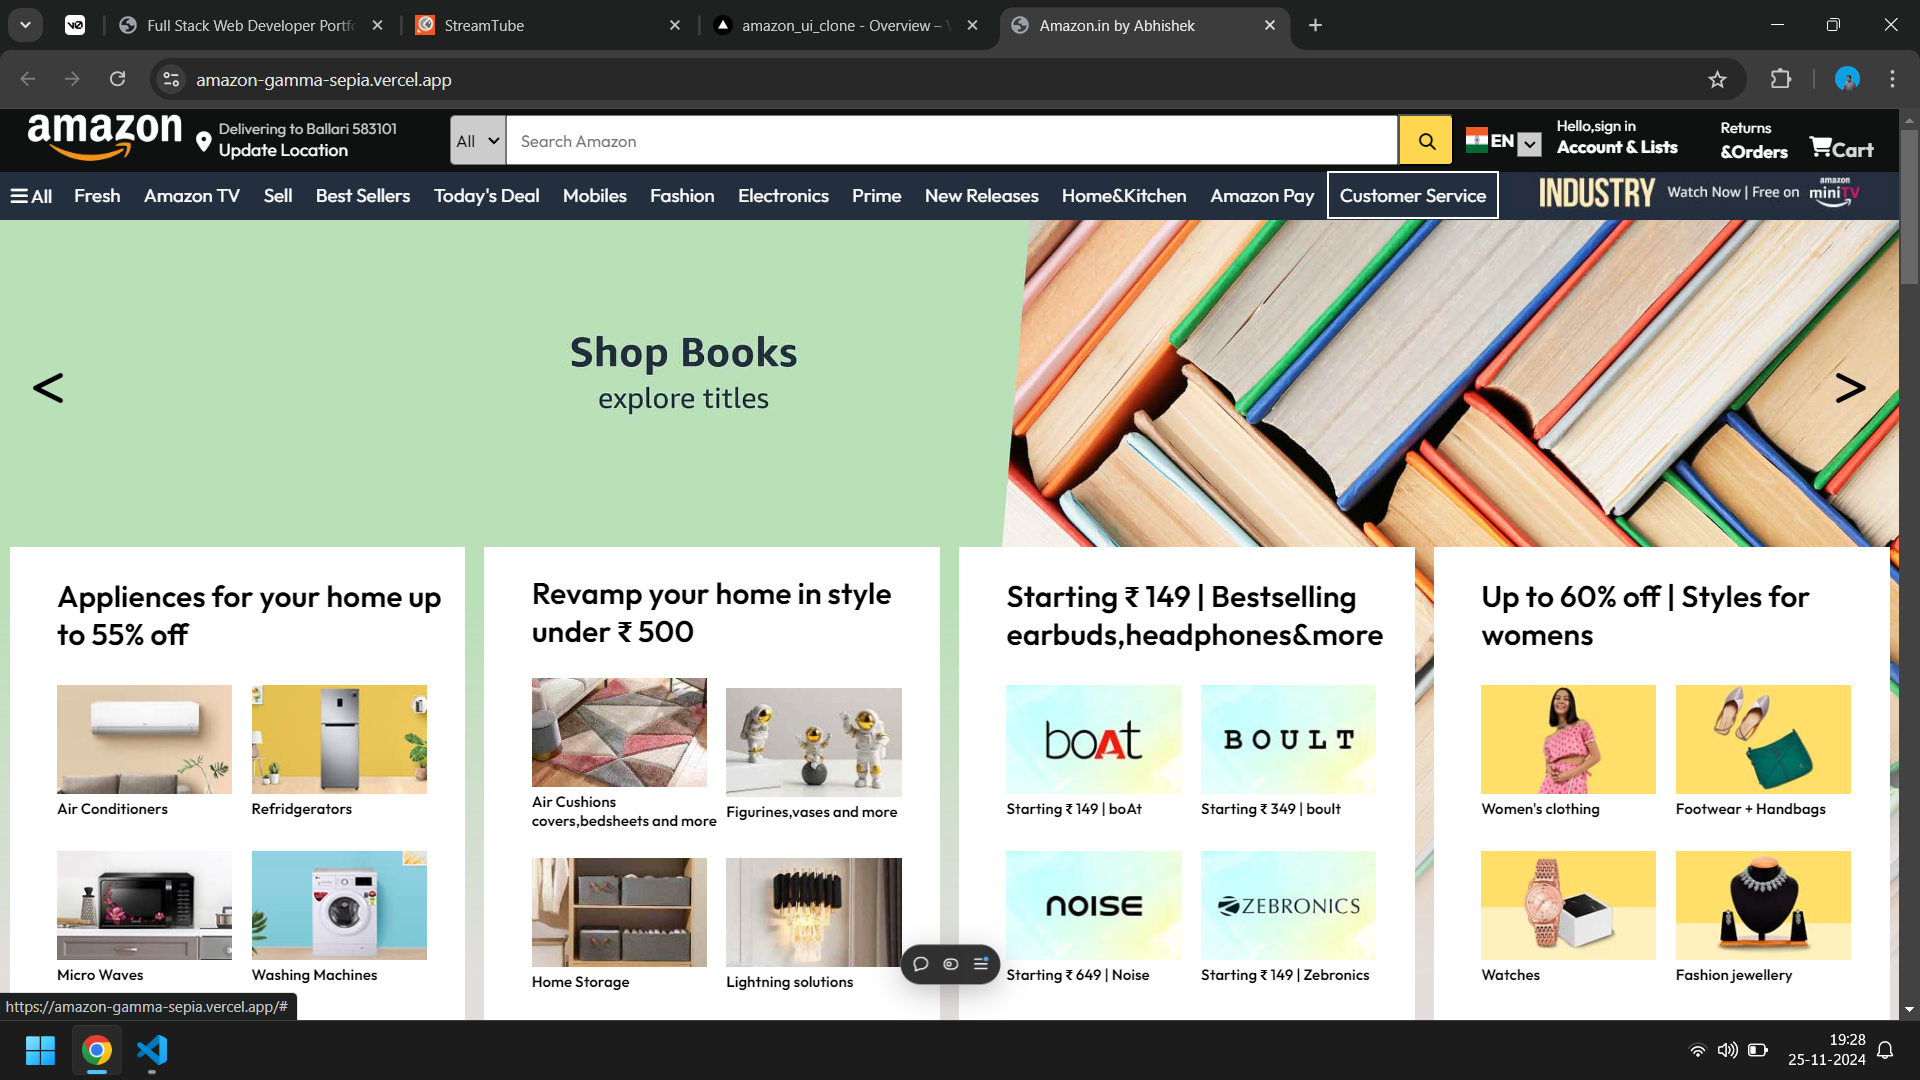 Full Stack Web Developer Portfo
StreamTube
amazon_ui_clone - Overview –
Amazon.in by Abhishek
amazon-gamma-sepia.vercel.app
amazon
Delivering to Ballari 583101
Update Location
All
Search Amazon
EN
Hello,sign in
Account & Lists
Returns
&Orders
Cart
All
Fresh
Amazon TV
Sell
Best Sellers
Today's Deal
Mobiles
Fashion
Electronics
Prime
New Releases
Home&Kitchen
Amazon Pay
Customer Service
INDUSTRY
Watch Now | Free on
amazon
miniTV
Shop Books
explore titles
<
>
Appliences for your home up
to 55% off
Air Conditioners
Refridgerators
Micro Waves
Washing Machines
Revamp your home in style
under ₹ 500
Air Cushions
covers,bedsheets and more
Figurines,vases and more
Home Storage
Lightning solutions
Starting ₹ 149 | Bestselling
earbuds,headphones&more
boAt
BOULT
Starting ₹ 149 | boAt
Starting ₹ 349 | boult
noise
ZEBRONICS
Starting ₹ 649 | Noise
Starting ₹ 149 | Zebronics
Up to 60% off | Styles for
womens
Women's clothing
Footwear + Handbags
Watches
Fashion jewellery
https://amazon-gamma-sepia.vercel.app/#
19:28
25-11-2024